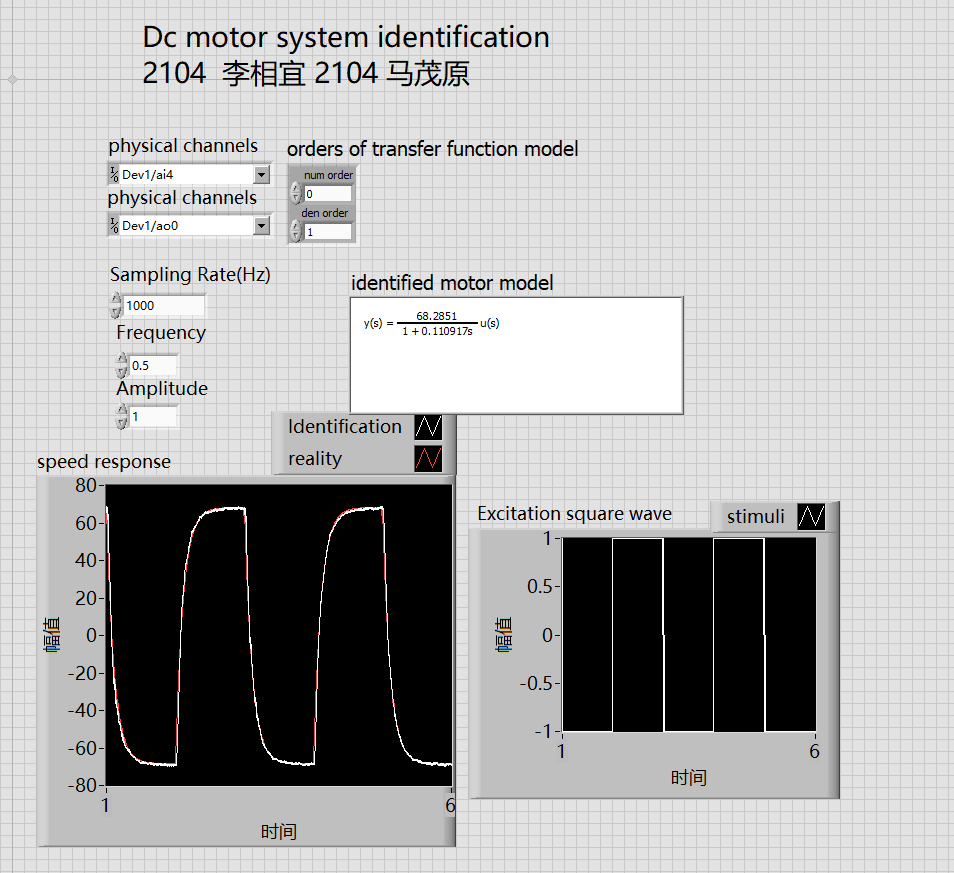 Dc motor system identification
2104 李相宜 2104 马茂原
physical channels
Dev1/ai4
physical channels
Dev1/ao0
orders of transfer function model
num order
0
den order
1
Sampling Rate(Hz)
1000
Frequency
0.5
Amplitude
1
identified motor model
y(s) = 68.2851 / 1 + 0.110917s u(s)
Identification
reality
speed response
80
60
40
20
0
-20
-40
-60
-80
幅值
1 6
时间
Excitation square wave
stimuli
1
0.5
0
-0.5
-1
幅值
1 6
时间